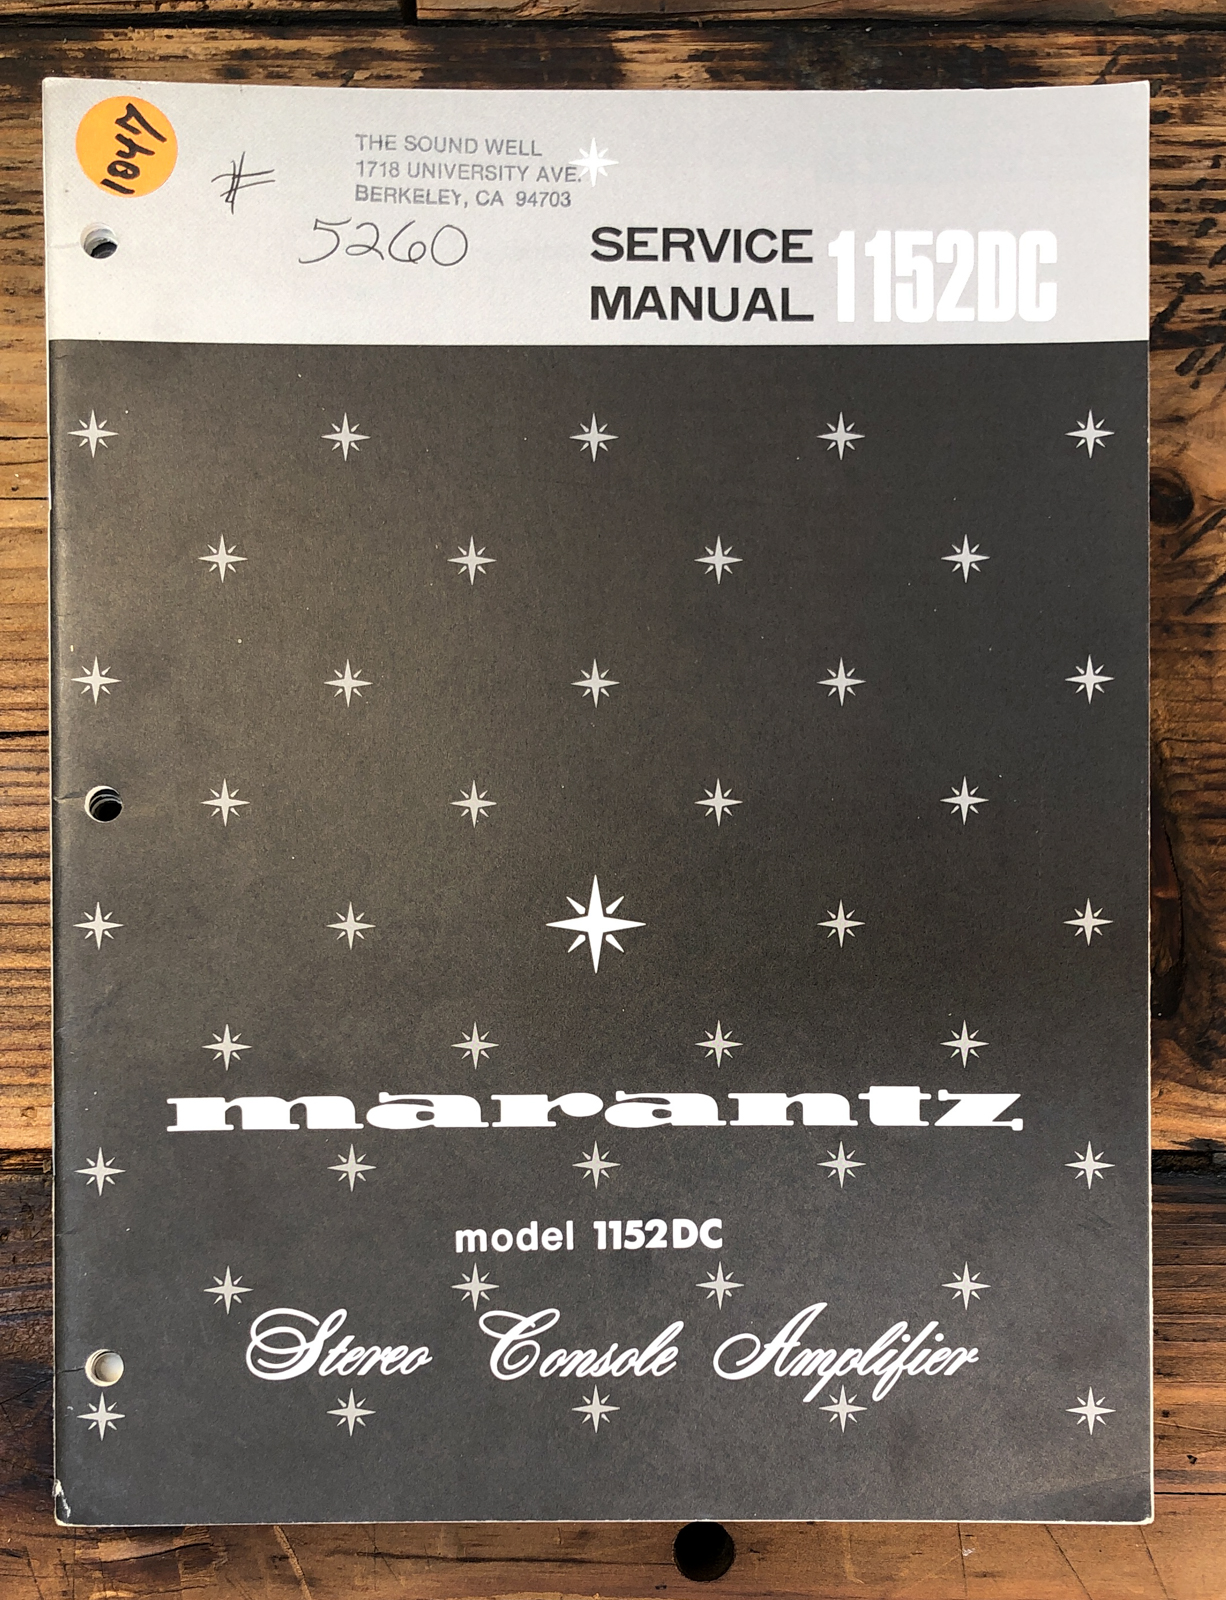 1047
#
THE SOUND WELL
1718 UNIVERSITY AVE.
BERKELEY, CA 94703
5260
SERVICE
MANUAL 1152DC
marantz
model 1152DC
Stereo Console Amplifier